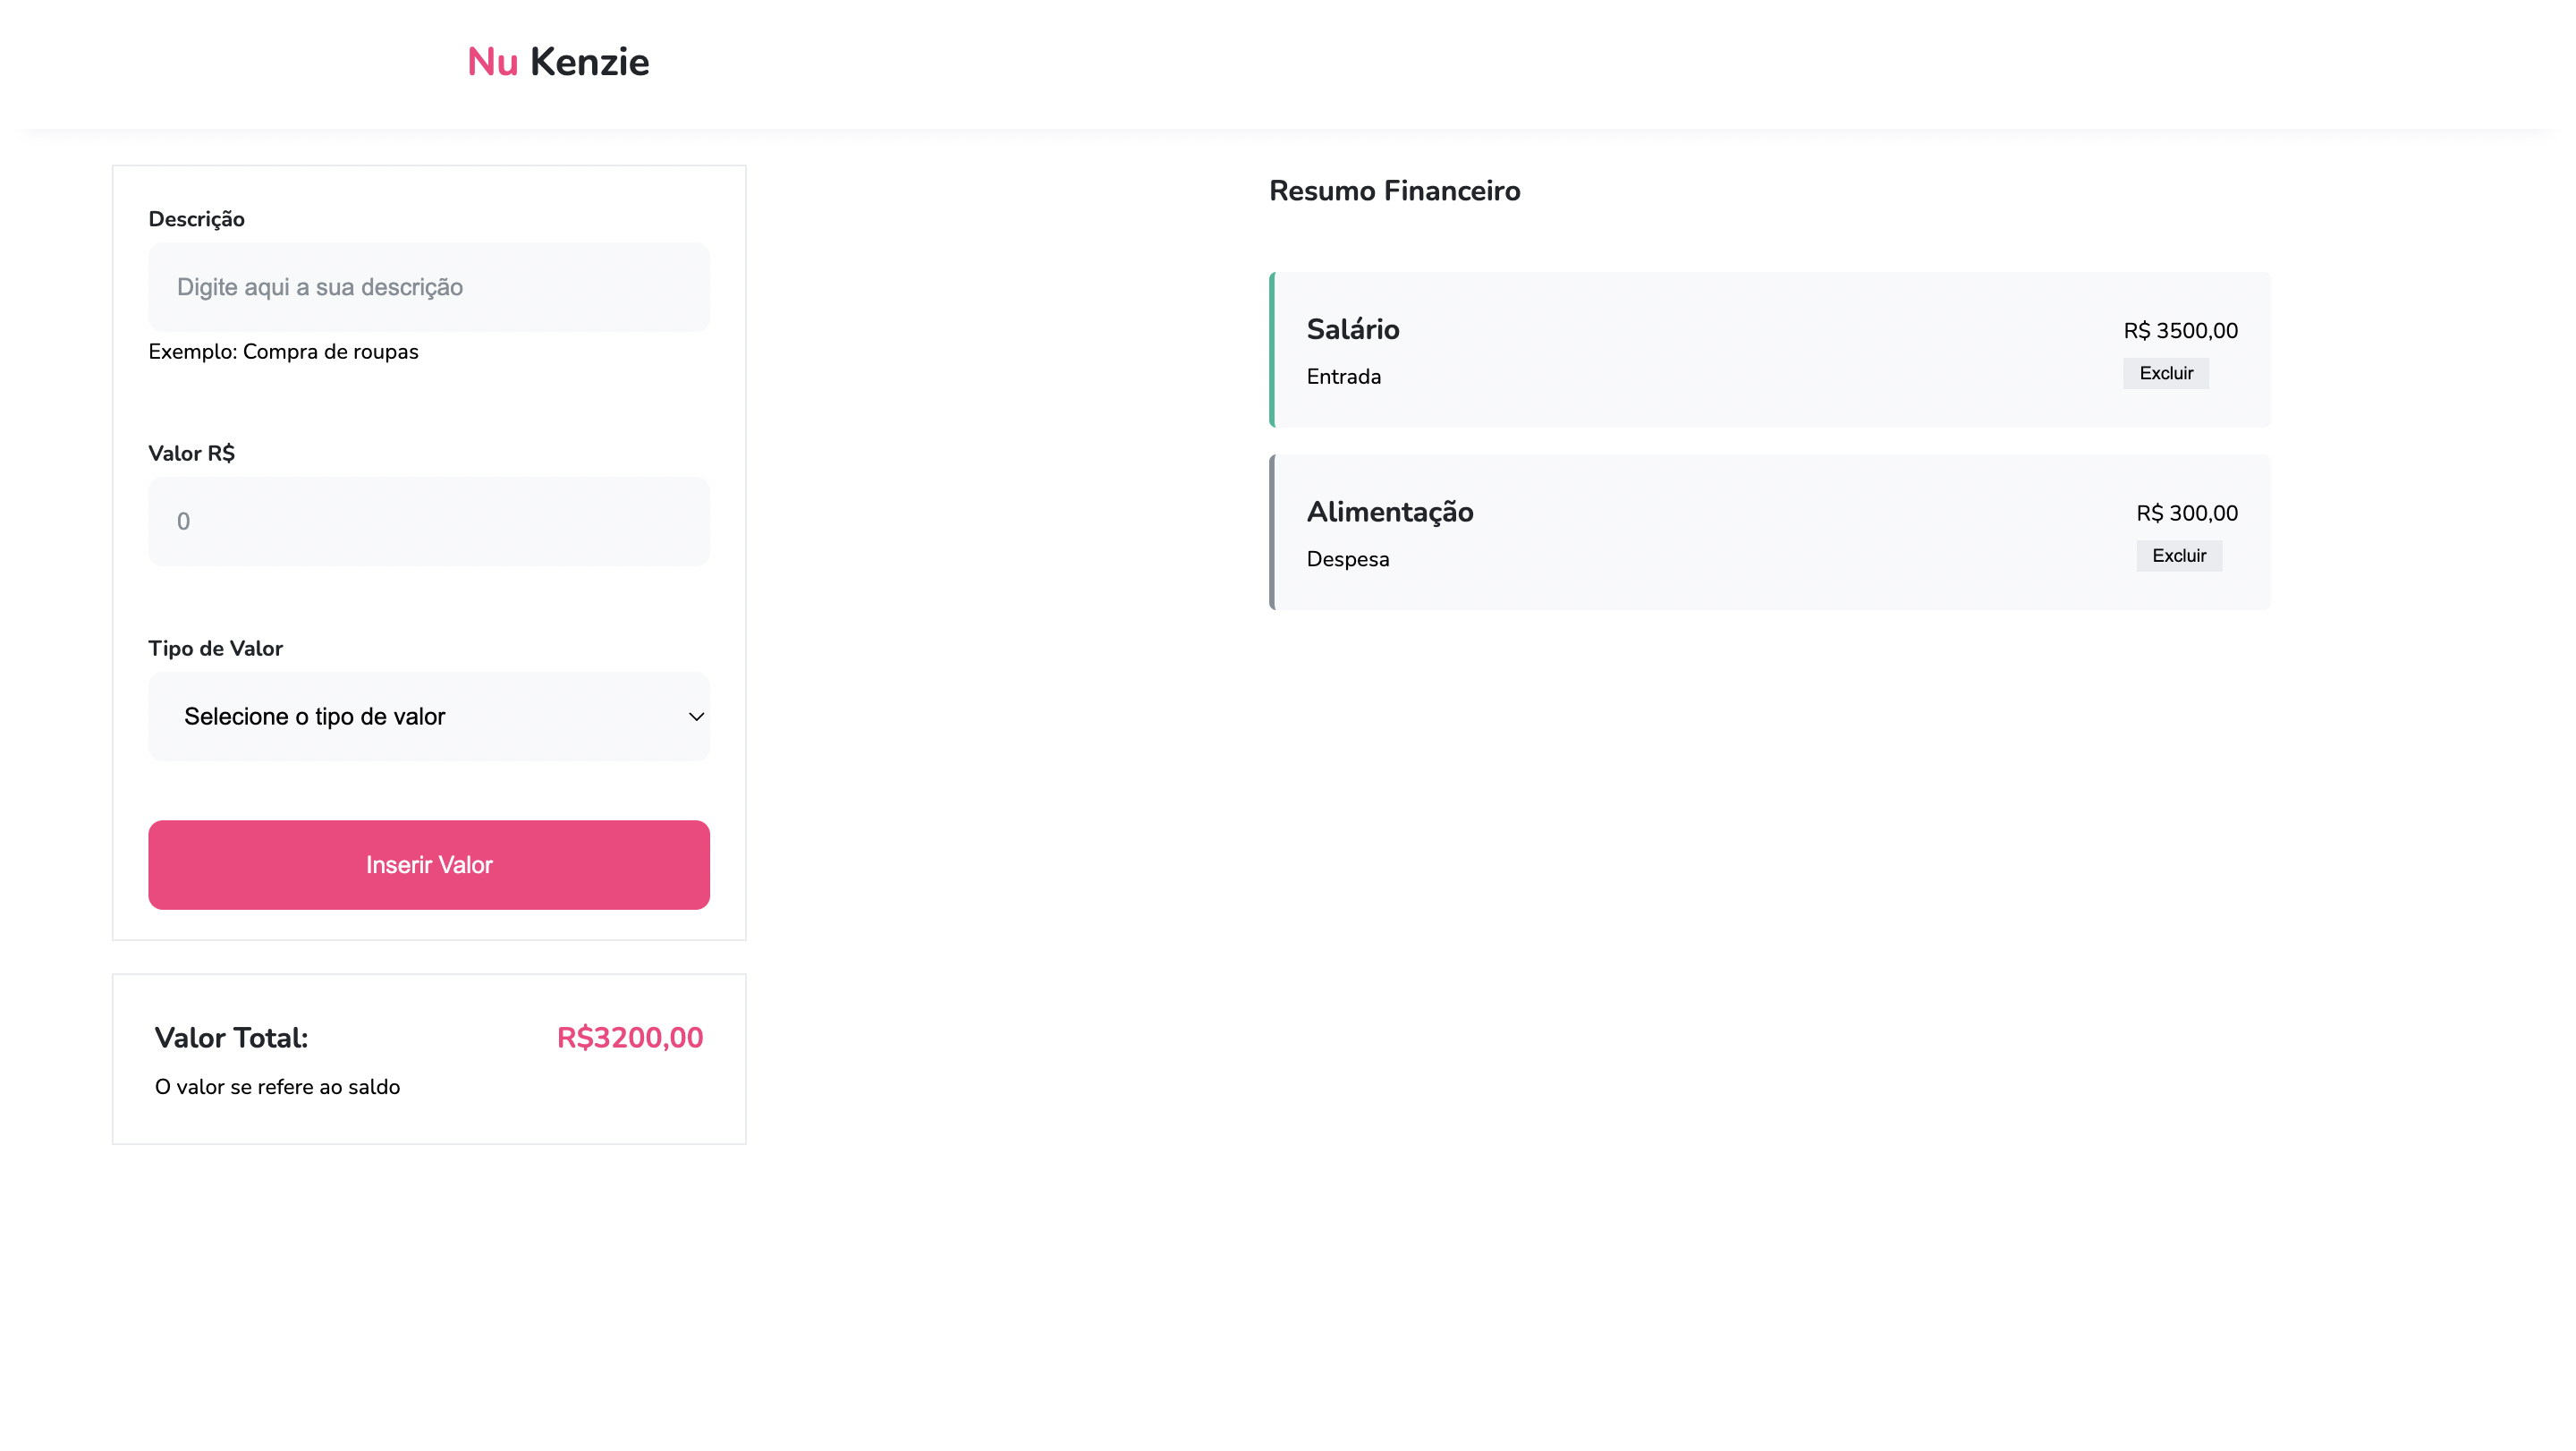 Nu Kenzie
Descrição
Digite aqui a sua descrição
Exemplo: Compra de roupas
Valor R$
0
Tipo de Valor
Selecione o tipo de valor
Inserir Valor
Valor Total:
R$3200,00
O valor se refere ao saldo
Resumo Financeiro
Salário
R$ 3500,00
Entrada
Excluir
Alimentação
R$ 300,00
Despesa
Excluir